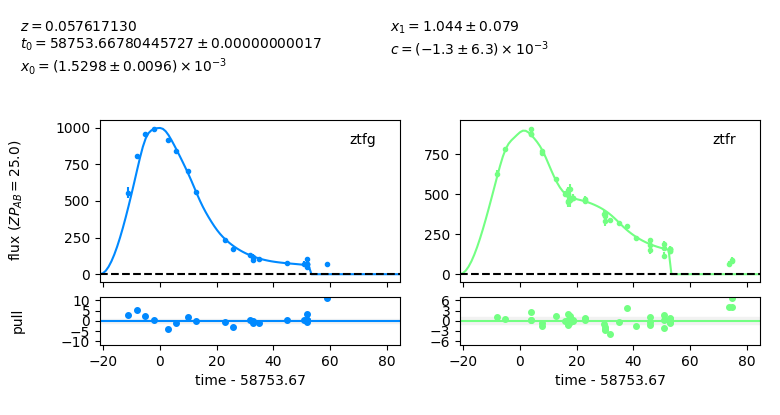 z = 0.057617130
t₀ = 58753.66780445727 ± 0.00000000017
x₀ = (1.5298 ± 0.0096) × 10⁻³
x₁ = 1.044 ± 0.079
c = (−1.3 ± 6.3) × 10⁻³
flux (ZP_AB = 25.0)
1000
750
500
250
0
ztfg
750
500
250
0
ztfr
pull
10
5
0
−5
−10
6
3
0
−3
−6
−20 0 20 40 60 80
time - 58753.67
−20 0 20 40 60 80
time - 58753.67